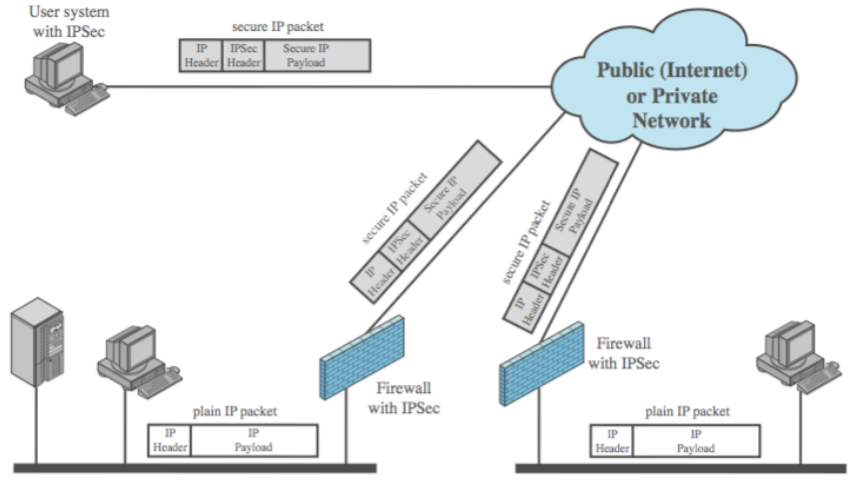 User system
with IPSec
secure IP packet
IP
Header
IPSec
Header
Secure IP
Payload
Public (Internet)
or Private
Network
secure IP packet
IP
Header
IPSec
Header
Secure IP
Payload
secure IP packet
IP
Header
IPSec
Header
Secure IP
Payload
Firewall
with IPSec
Firewall
with IPSec
plain IP packet
IP
Header
IP
Payload
plain IP packet
IP
Header
IP
Payload